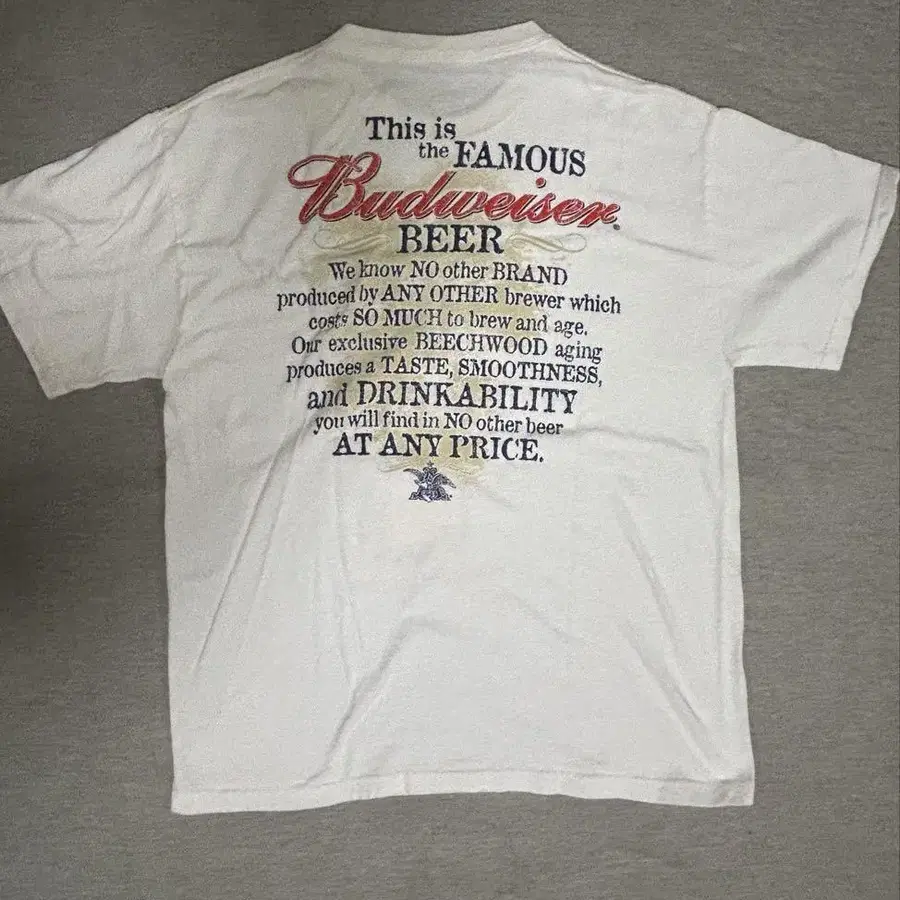 This is
the FAMOUS
Budweiser®
BEER
We know NO other BRAND
produced by ANY OTHER brewer which
costs SO MUCH to brew and age.
Our exclusive BEECHWOOD aging
produces a TASTE, SMOOTHNESS,
and DRINKABILITY
you will find in NO other beer
AT ANY PRICE.